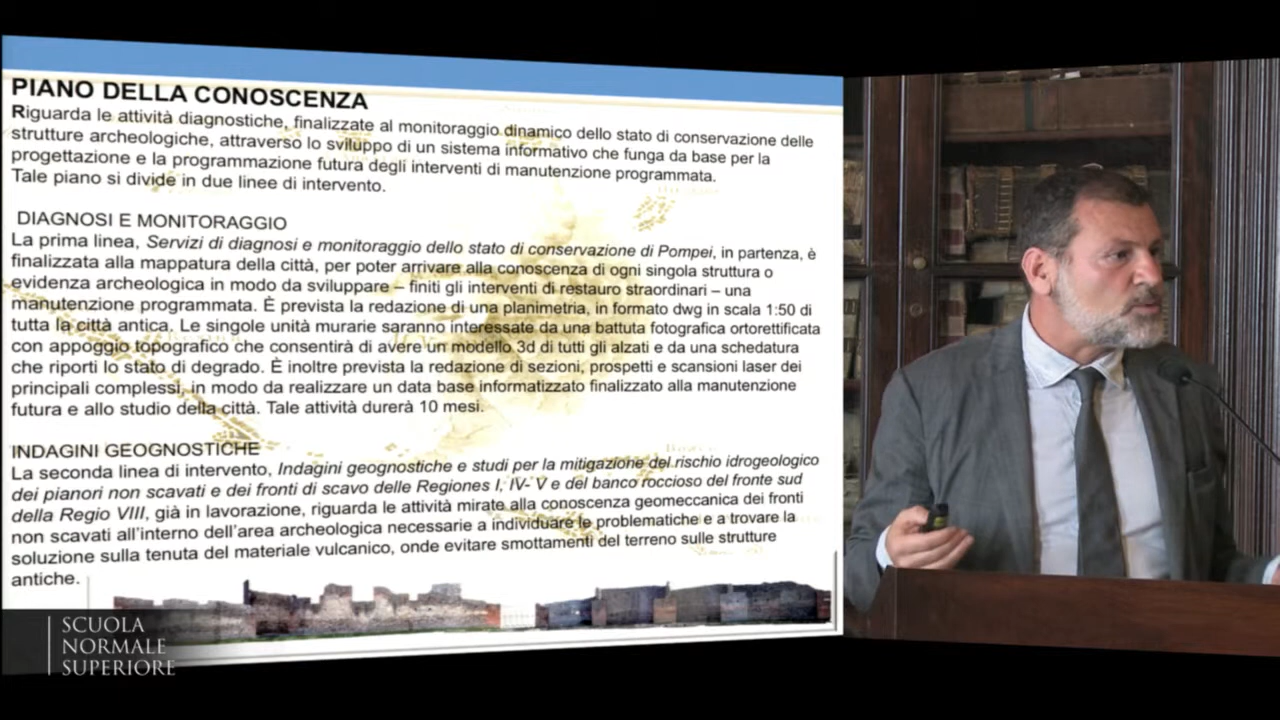 PIANO DELLA CONOSCENZA
Riguarda le attività diagnostiche, finalizzate al monitoraggio dinamico dello stato di conservazione delle
strutture archeologiche, attraverso lo sviluppo di un sistema informativo che funga da base per la
progettazione e la programmazione futura degli interventi di manutenzione programmata.
Tale piano si divide in due linee di intervento.
DIAGNOSI E MONITORAGGIO
La prima linea, Servizi di diagnosi e monitoraggio dello stato di conservazione di Pompei, in partenza, è
finalizzata alla mappatura della città, per poter arrivare alla conoscenza di ogni singola struttura o
evidenza archeologica in modo da sviluppare – finiti gli interventi di restauro straordinari – una
manutenzione programmata. È prevista la redazione di una planimetria, in formato dwg in scala 1:50 di
tutta la città antica. Le singole unità murarie saranno interessate da una battuta fotografica ortorettificata
con appoggio topografico che consentirà di avere un modello 3d di tutti gli alzati e da una schedatura
che riporti lo stato di degrado. È inoltre prevista la redazione di sezioni, prospetti e scansioni laser dei
principali complessi, in modo da realizzare un data base informatizzato finalizzato alla manutenzione
futura e allo studio della città. Tale attività durerà 10 mesi.
INDAGINI GEOGNOSTICHE
La seconda linea di intervento, Indagini geognostiche e studi per la mitigazione del rischio idrogeologico
dei pianori non scavati e dei fronti di scavo delle Regiones I, IV- V e del banco roccioso del fronte sud
della Regio VIII, già in lavorazione, riguarda le attività mirate alla conoscenza geomeccanica dei fronti
non scavati all'interno dell'area archeologica necessarie a individuare le problematiche e a trovare la
soluzione sulla tenuta del materiale vulcanico, onde evitare smottamenti del terreno sulle strutture
antiche.
SCUOLA
NORMALE
SUPERIORE